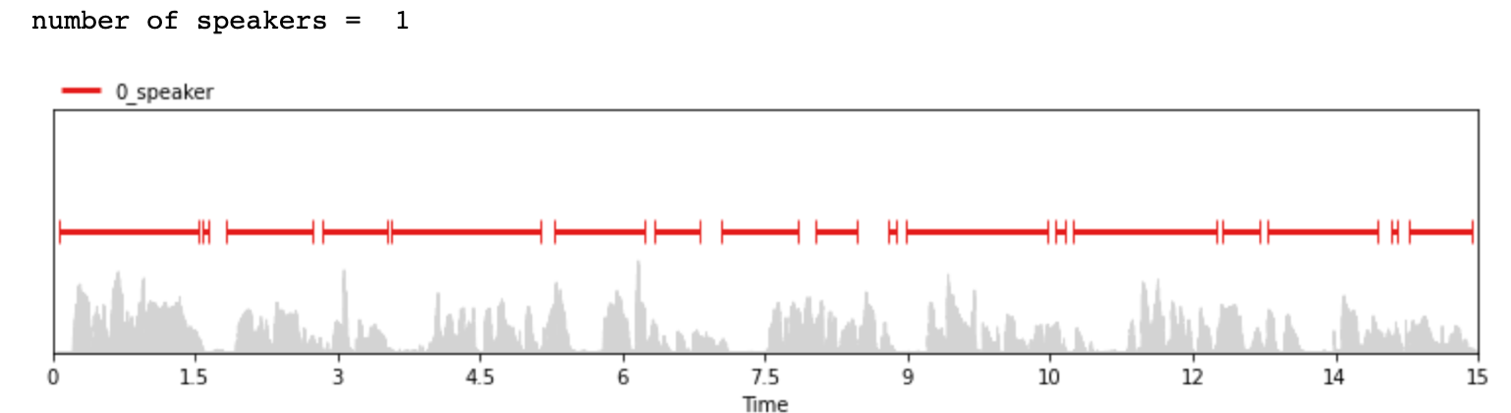 number of speakers =  1
0_speaker
0 1.5 3 4.5 6 7.5 9 10 12 14 15
Time